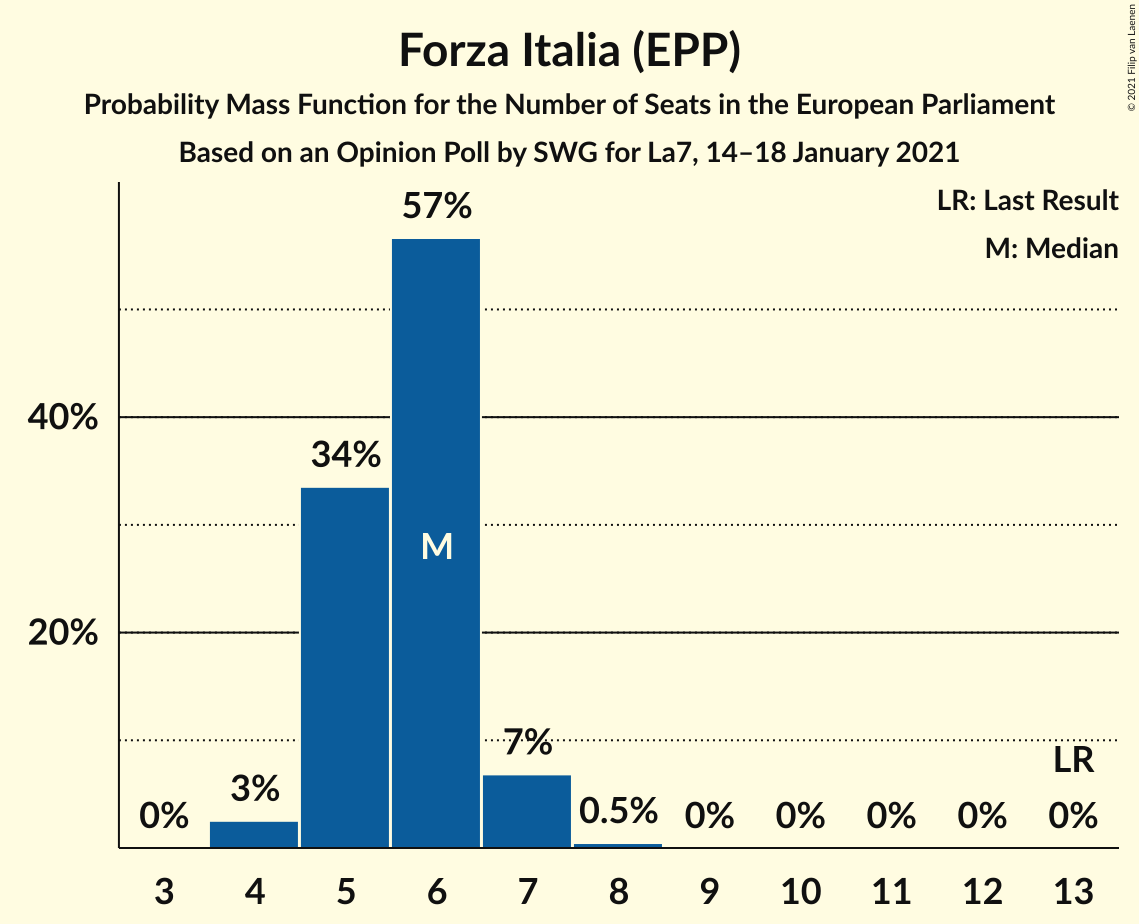 Forza Italia (EPP)
Probability Mass Function for the Number of Seats in the European Parliament
Based on an Opinion Poll by SWG for La7, 14–18 January 2021
© 2021 Filip van Laenen
LR: Last Result
M: Median
57%
40%
34%
M
20%
7%
LR
3%
0%
0.5%
0%
0%
0%
0%
0%
3 4 5 6 7 8 9 10 11 12 13